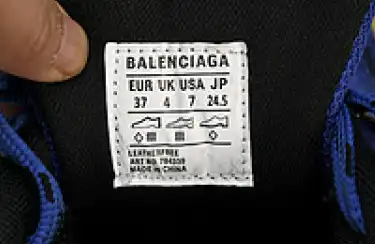 BALENCIAGA
EUR UK USA JP
37 4 7 24.5
LEATHERFREE
ART NO.
MADE IN CHINA